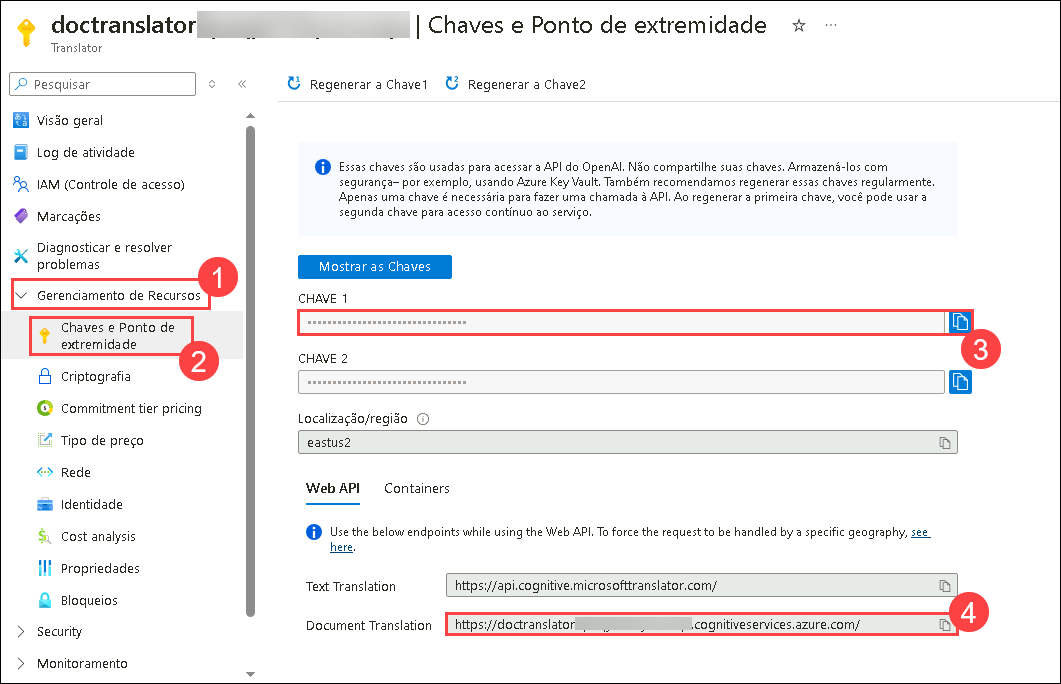 doctranslator | Chaves e Ponto de extremidade
Translator
Pesquisar
Regenerar a Chave1
Regenerar a Chave2
Visão geral
Log de atividade
IAM (Controle de acesso)
Marcações
Diagnosticar e resolver
problemas
Gerenciamento de Recursos
1
Chaves e Ponto de
extremidade
2
Criptografia
Commitment tier pricing
Tipo de preço
Rede
Identidade
Cost analysis
Propriedades
Bloqueios
Security
Monitoramento
Essas chaves são usadas para acessar a API do OpenAI. Não compartilhe suas chaves. Armazená-los com
segurança– por exemplo, usando Azure Key Vault. Também recomendamos regenerar essas chaves regularmente.
Apenas uma chave é necessária para fazer uma chamada à API. Ao regenerar a primeira chave, você pode usar a
segunda chave para acesso contínuo ao serviço.
Mostrar as Chaves
CHAVE 1
3
CHAVE 2
Localização/região
eastus2
Web API
Containers
Use the below endpoints while using the Web API. To force the request to be handled by a specific geography, see
here.
Text Translation
https://api.cognitive.microsofttranslator.com/
Document Translation
https://doctranslator .cognitiveservices.azure.com/
4